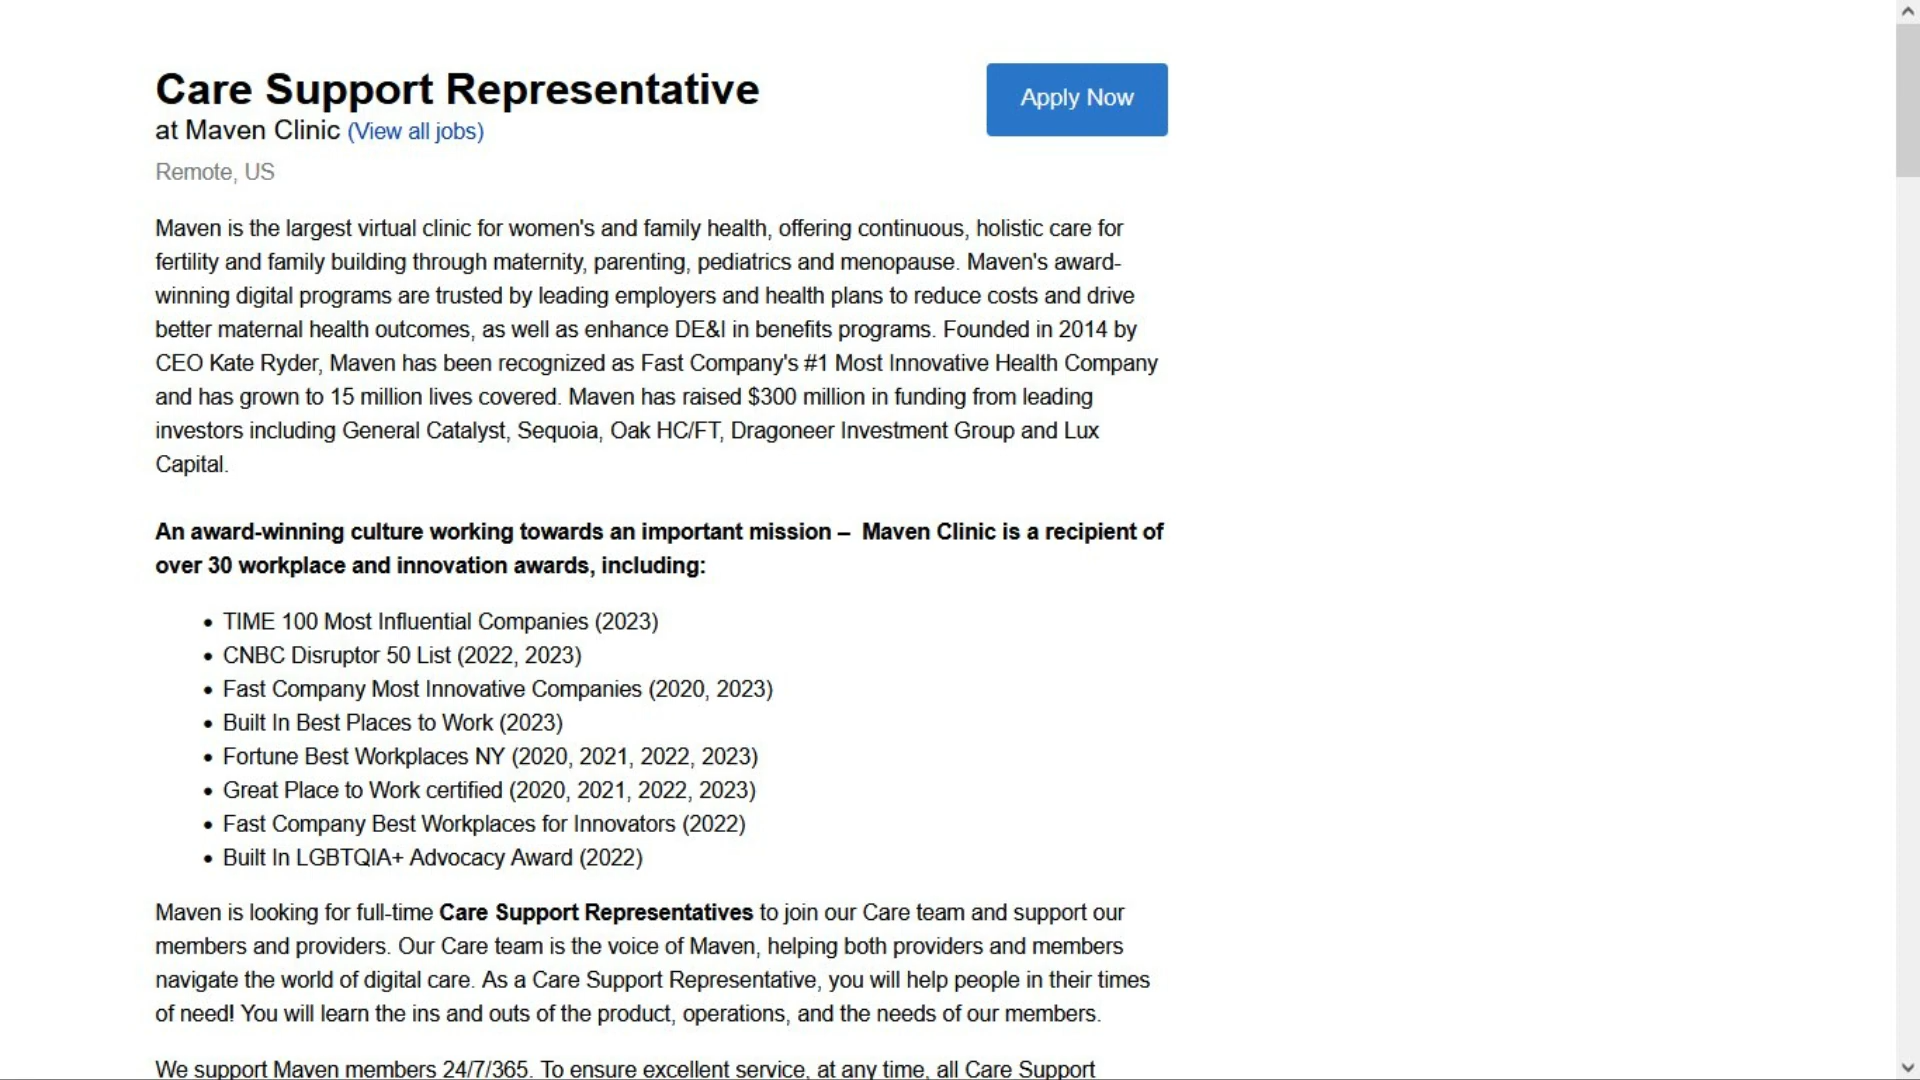 Care Support Representative
Apply Now
at Maven Clinic (View all jobs)
Remote, US
Maven is the largest virtual clinic for women's and family health, offering continuous, holistic care for
fertility and family building through maternity, parenting, pediatrics and menopause. Maven's award-
winning digital programs are trusted by leading employers and health plans to reduce costs and drive
better maternal health outcomes, as well as enhance DE&I in benefits programs. Founded in 2014 by
CEO Kate Ryder, Maven has been recognized as Fast Company's #1 Most Innovative Health Company
and has grown to 15 million lives covered. Maven has raised $300 million in funding from leading
investors including General Catalyst, Sequoia, Oak HC/FT, Dragoneer Investment Group and Lux
Capital.
An award-winning culture working towards an important mission – Maven Clinic is a recipient of
over 30 workplace and innovation awards, including:
• TIME 100 Most Influential Companies (2023)
• CNBC Disruptor 50 List (2022, 2023)
• Fast Company Most Innovative Companies (2020, 2023)
• Built In Best Places to Work (2023)
• Fortune Best Workplaces NY (2020, 2021, 2022, 2023)
• Great Place to Work certified (2020, 2021, 2022, 2023)
• Fast Company Best Workplaces for Innovators (2022)
• Built In LGBTQIA+ Advocacy Award (2022)
Maven is looking for full-time Care Support Representatives to join our Care team and support our
members and providers. Our Care team is the voice of Maven, helping both providers and members
navigate the world of digital care. As a Care Support Representative, you will help people in their times
of need! You will learn the ins and outs of the product, operations, and the needs of our members.
We support Maven members 24/7/365. To ensure excellent service, at any time, all Care Support